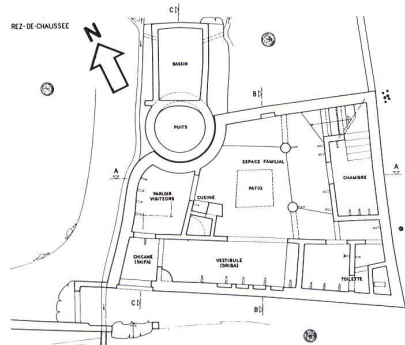 REZ-DE-CHAUSSEE
N
C
C
BASSIN
B
PUITS
A
A
ESPACE FAMILIAL
CHAMBRE
PARLOIR
VISITEURS
CUISINE
PATIO
CHICANE
(SKIFA)
VESTIBULE
(DRIBA)
TOILETTE
C
B